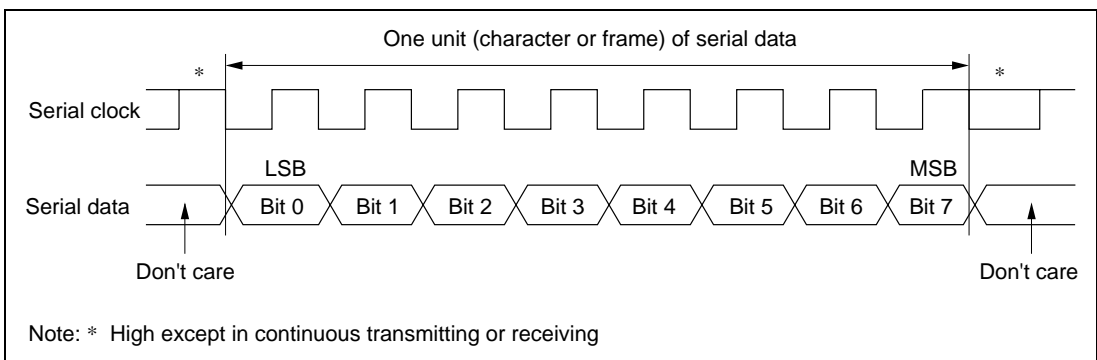 One unit (character or frame) of serial data
* *
Serial clock
LSB MSB
Serial data Bit 0 Bit 1 Bit 2 Bit 3 Bit 4 Bit 5 Bit 6 Bit 7
Don't care Don't care
Note: * High except in continuous transmitting or receiving